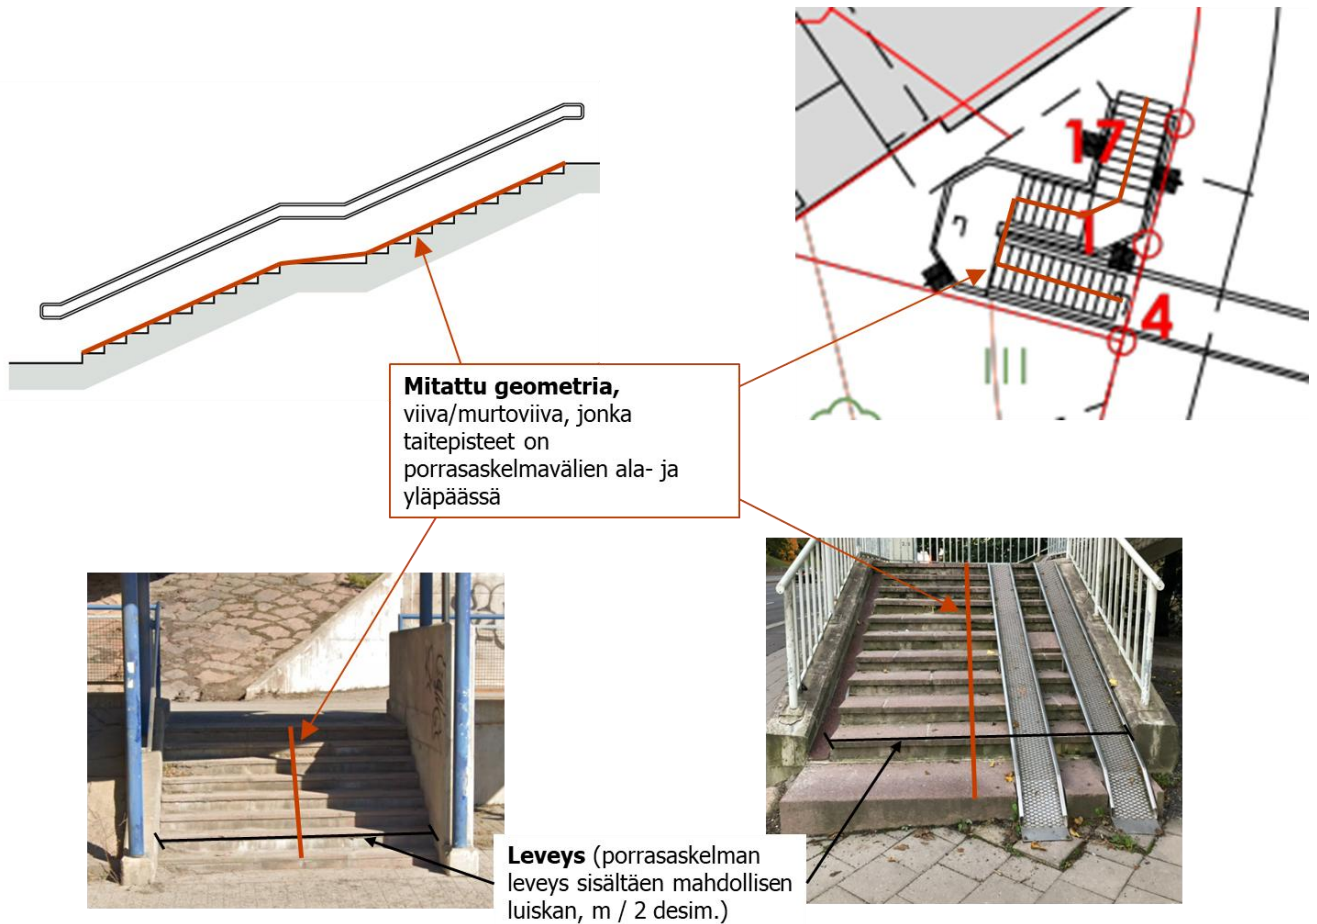 17
1
4
Mitattu geometria,
viiva/murtoviiva, jonka
taitepisteet on
porrasaskelmavälien ala- ja
yläpäässä
Leveys (porrasaskelman
leveys sisältäen mahdollisen
luiskan, m / 2 desim.)